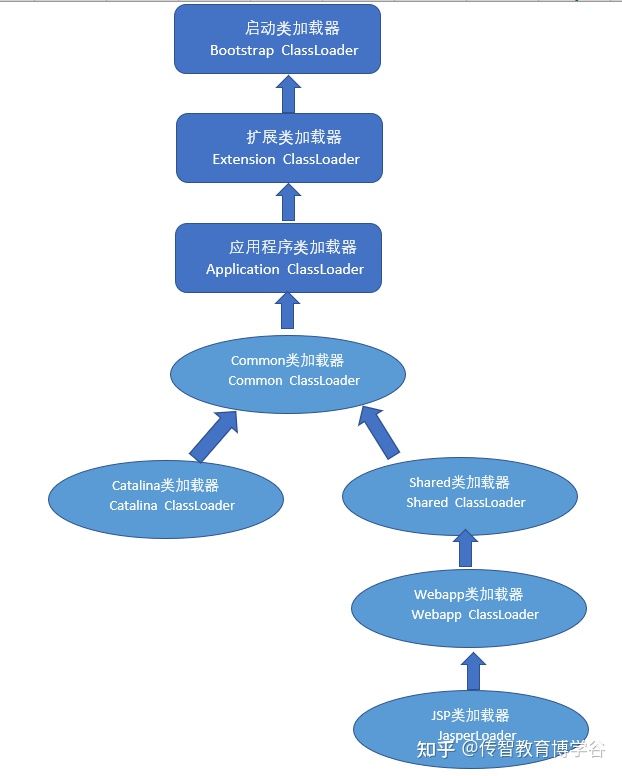 启动类加载器
Bootstrap ClassLoader
扩展类加载器
Extension ClassLoader
应用程序类加载器
Application ClassLoader
Common类加载器
Common ClassLoader
Catalina类加载器
Catalina ClassLoader
Shared类加载器
Shared ClassLoader
Webapp类加载器
Webapp ClassLoader
JSP类加载器
JasperLoader
知乎 @传智教育博学谷